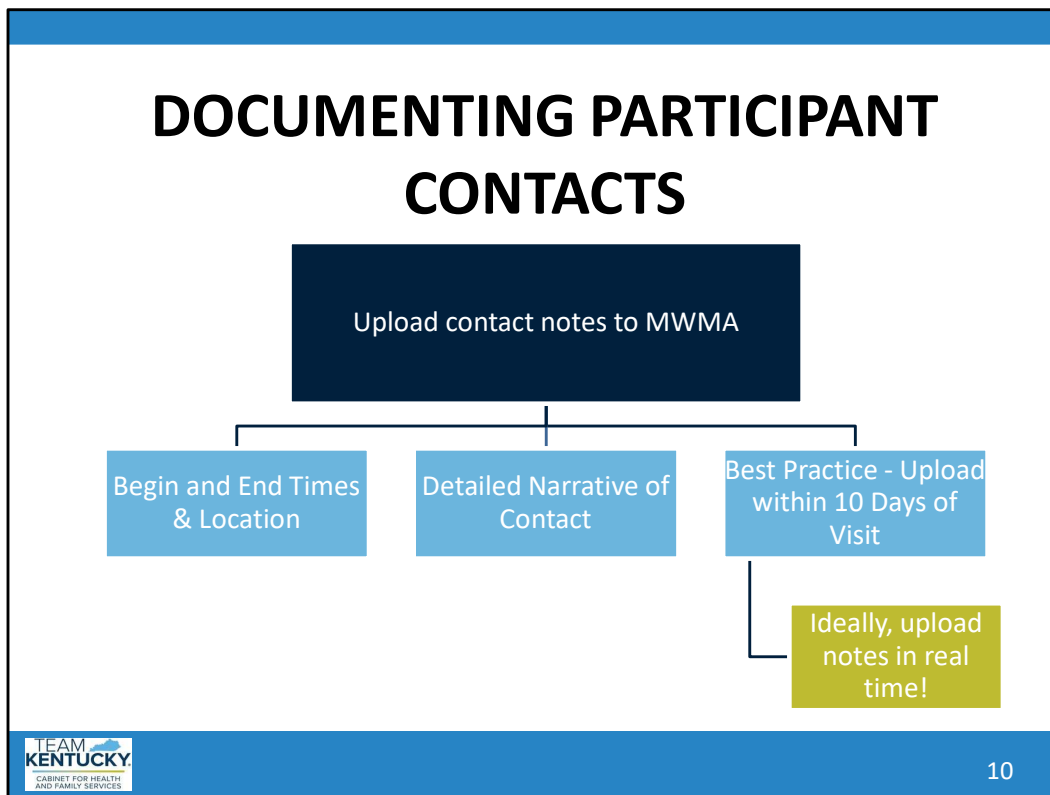 DOCUMENTING PARTICIPANT
CONTACTS
Upload contact notes to MWMA
Begin and End Times
& Location
Detailed Narrative of
Contact
Best Practice - Upload
within 10 Days of
Visit
Ideally, upload
notes in real
time!
TEAM
KENTUCKY.
CABINET FOR HEALTH
AND FAMILY SERVICES
10